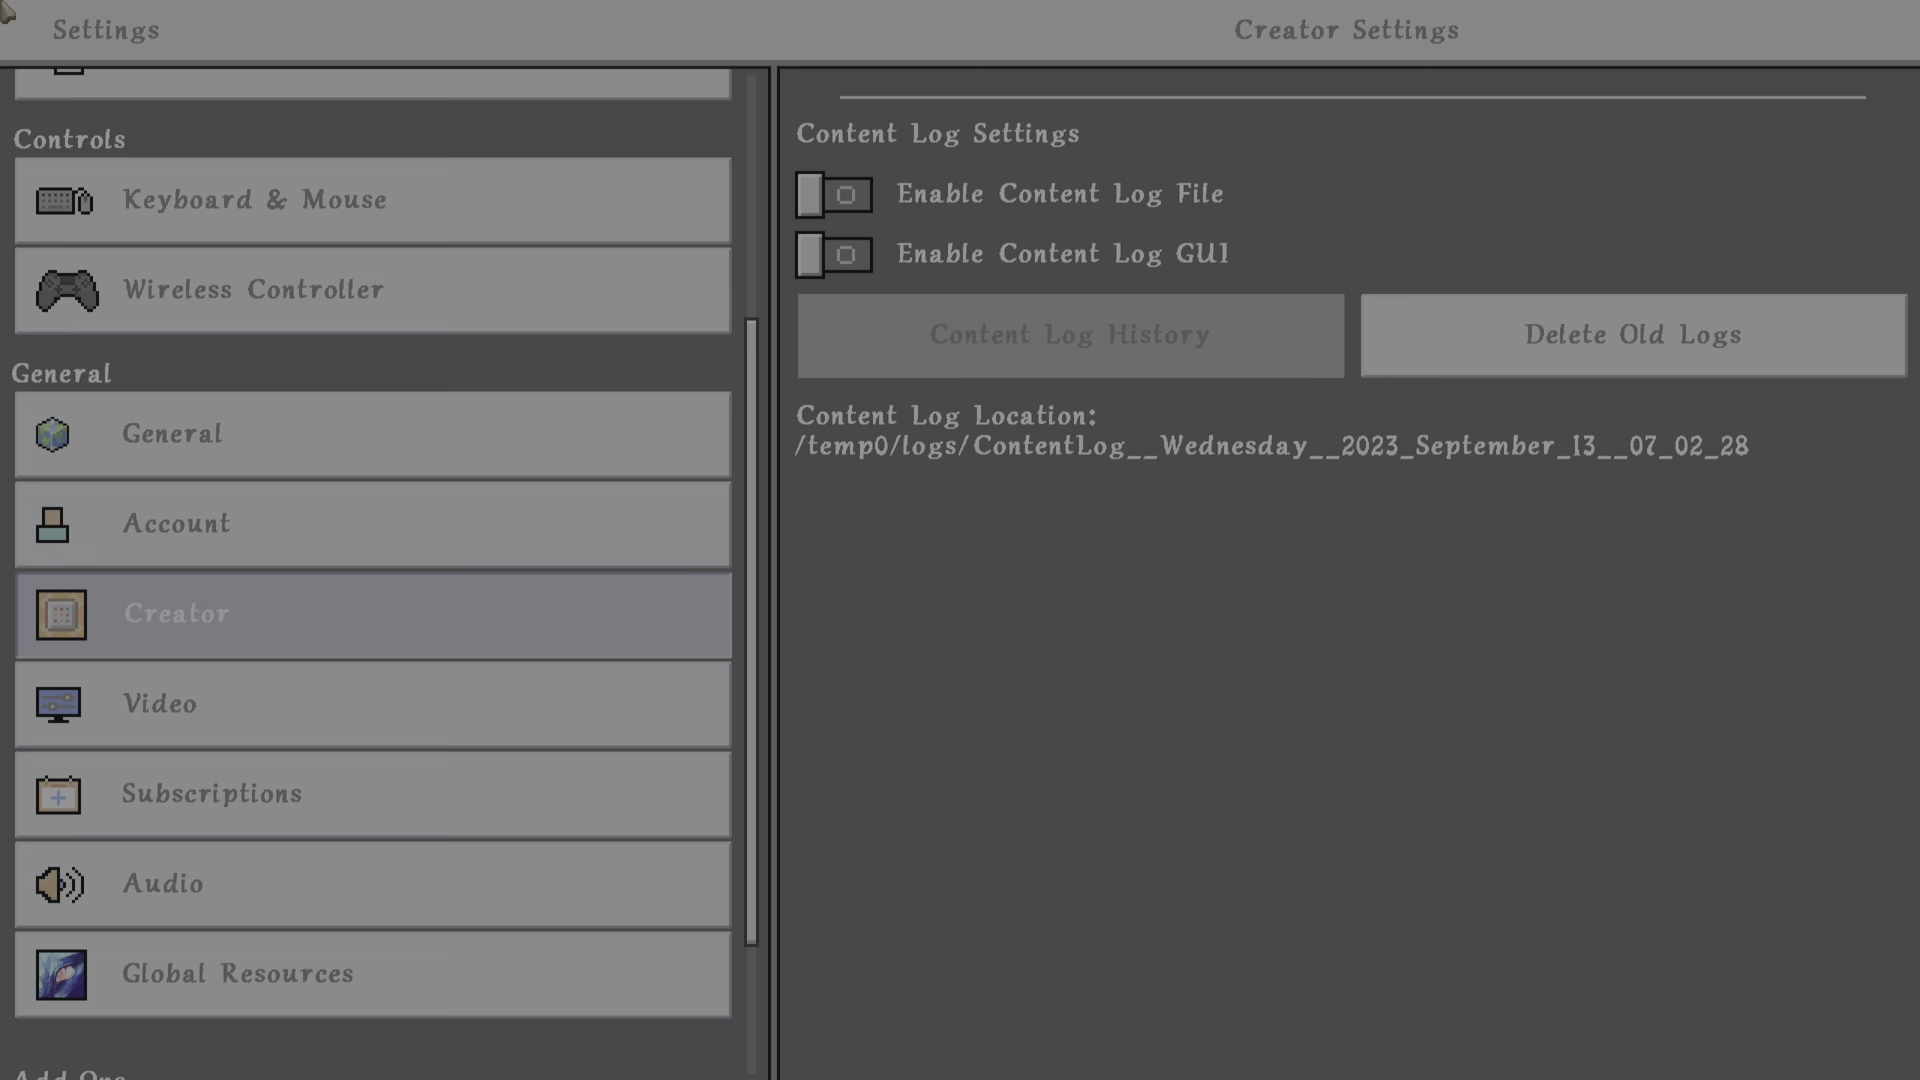 Settings
Creator Settings
Controls
Keyboard & Mouse
Wireless Controller
General
General
Account
Creator
Video
Subscriptions
Audio
Global Resources
Content Log Settings
Enable Content Log File
Enable Content Log GUI
Content Log History
Delete Old Logs
Content Log Location:
/temp0/logs/ContentLog__Wednesday__2023_September_13__07_02_28